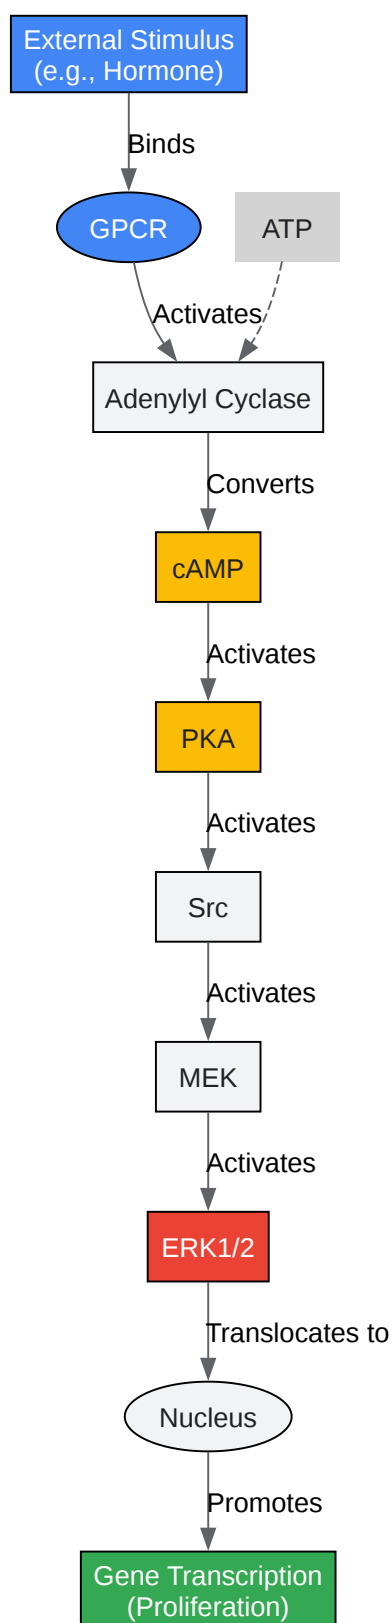 External Stimulus
(e.g., Hormone)
Binds
GPCR
ATP
Activates
Adenylyl Cyclase
Converts
cAMP
Activates
PKA
Activates
Src
Activates
MEK
Activates
ERK1/2
Translocates to
Nucleus
Promotes
Gene Transcription
(Proliferation)